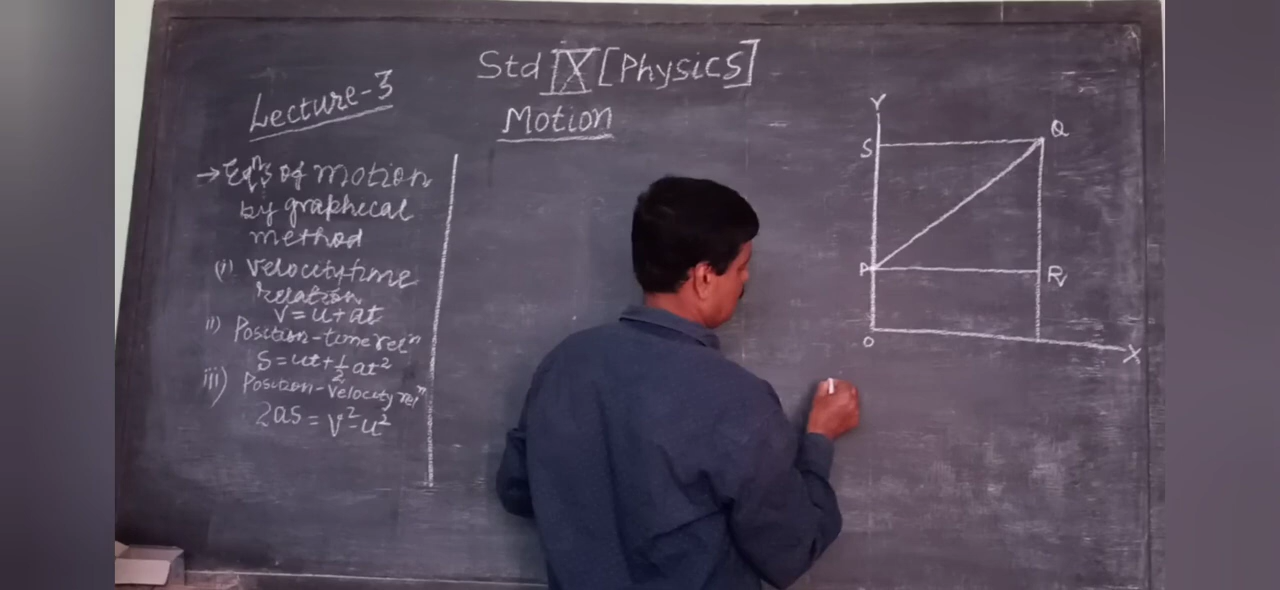 Std IX [Physics]
Lecture-3
Motion
→ Eqⁿs of motion
by graphical
method
(i) Velocity time
relation
v = u + at
ii) Position-time relⁿ
S = ut + 1/2 at²
iii) Position-velocity relⁿ
2as = v² - u²
Y
S
Q
P
R
O
X